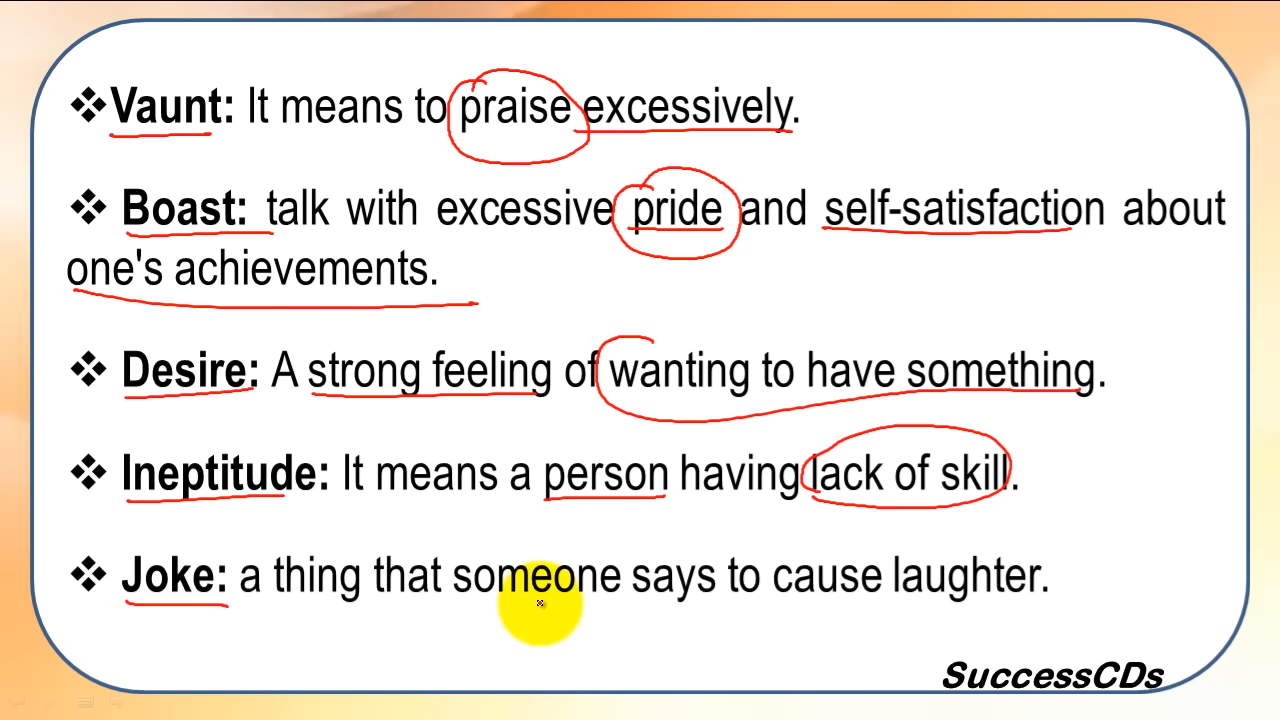 ❖Vaunt: It means to praise excessively.
❖ Boast: talk with excessive pride and self-satisfaction about
one's achievements.
❖ Desire: A strong feeling of wanting to have something.
❖ Ineptitude: It means a person having lack of skill.
❖ Joke: a thing that someone says to cause laughter.
SuccessCDs